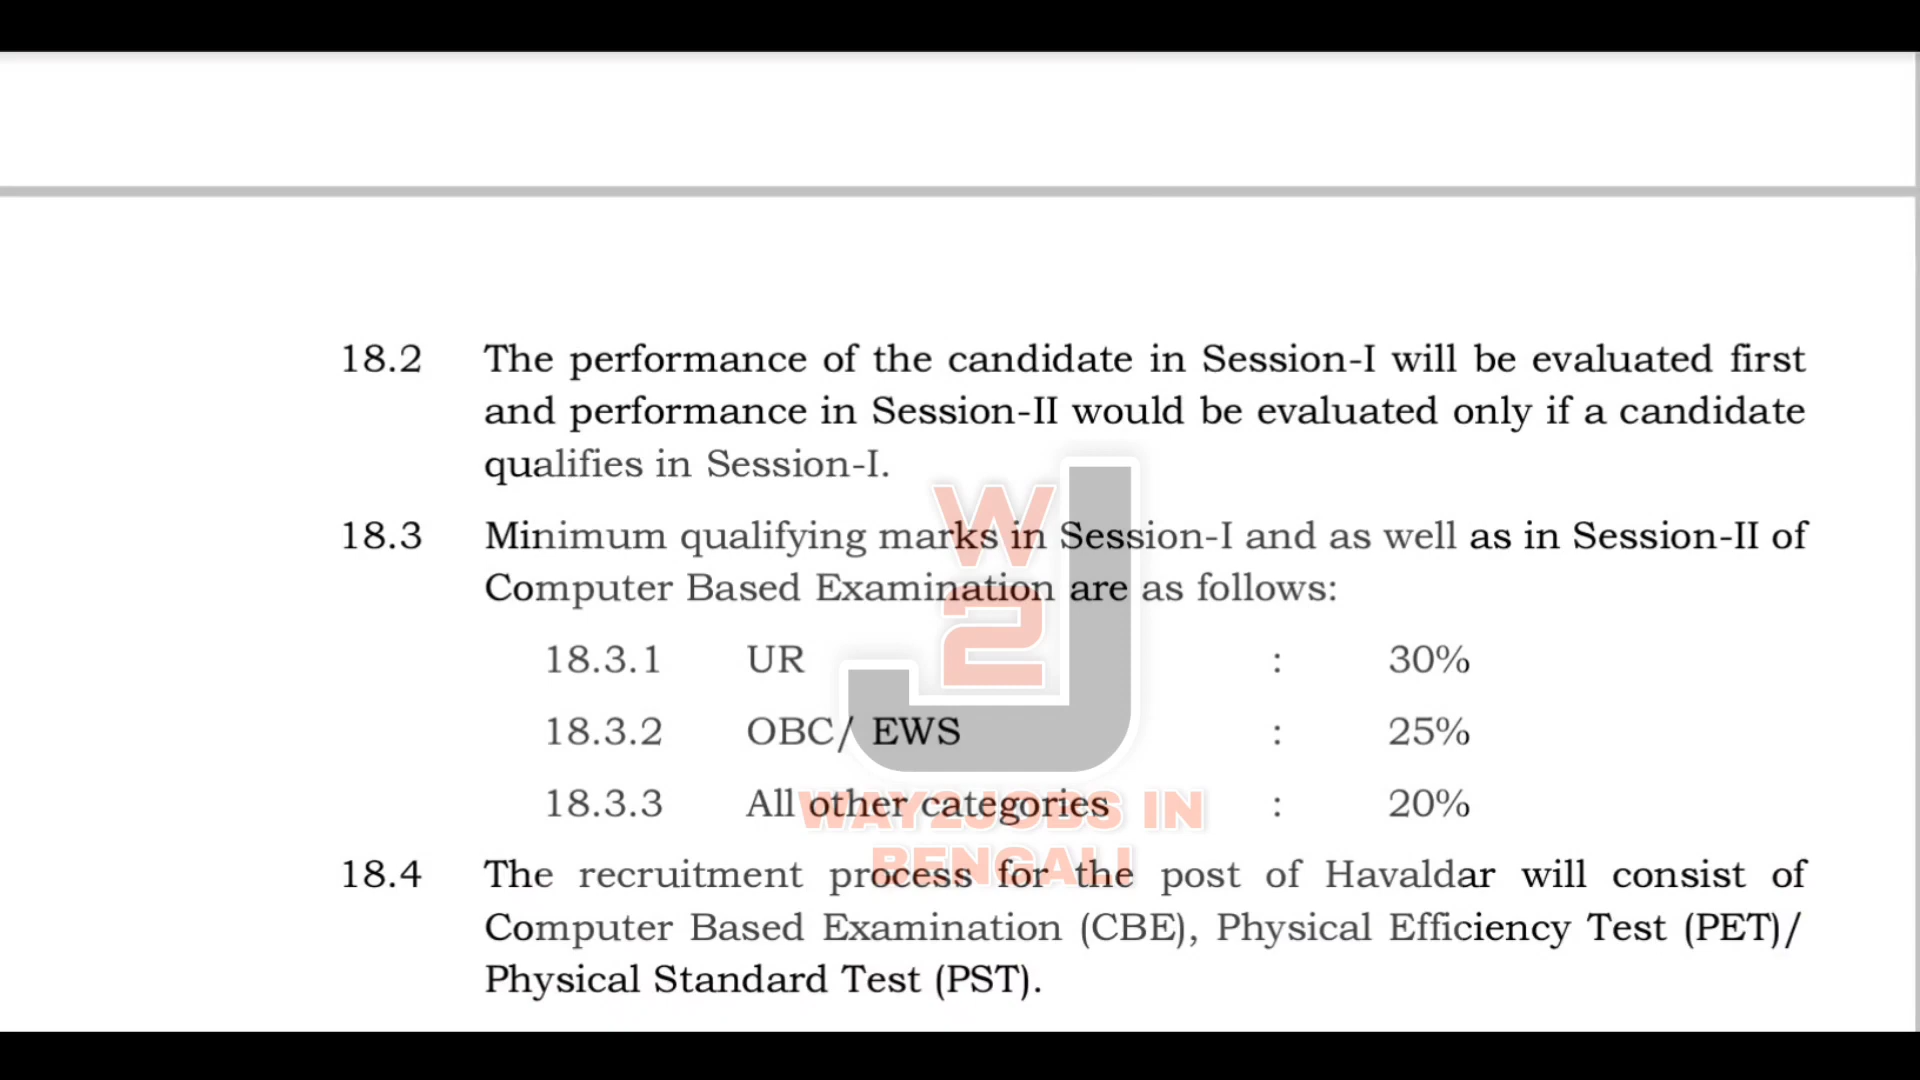 18.2 The performance of the candidate in Session-I will be evaluated first
and performance in Session-II would be evaluated only if a candidate
qualifies in Session-I.
18.3 Minimum qualifying marks in Session-I and as well as in Session-II of
Computer Based Examination are as follows:
18.3.1 UR : 30%
18.3.2 OBC/ EWS : 25%
18.3.3 All other categories : 20%
18.4 The recruitment process for the post of Havaldar will consist of
Computer Based Examination (CBE), Physical Efficiency Test (PET)/
Physical Standard Test (PST).
W
2
J
WAY2JOBS IN
BENGALI